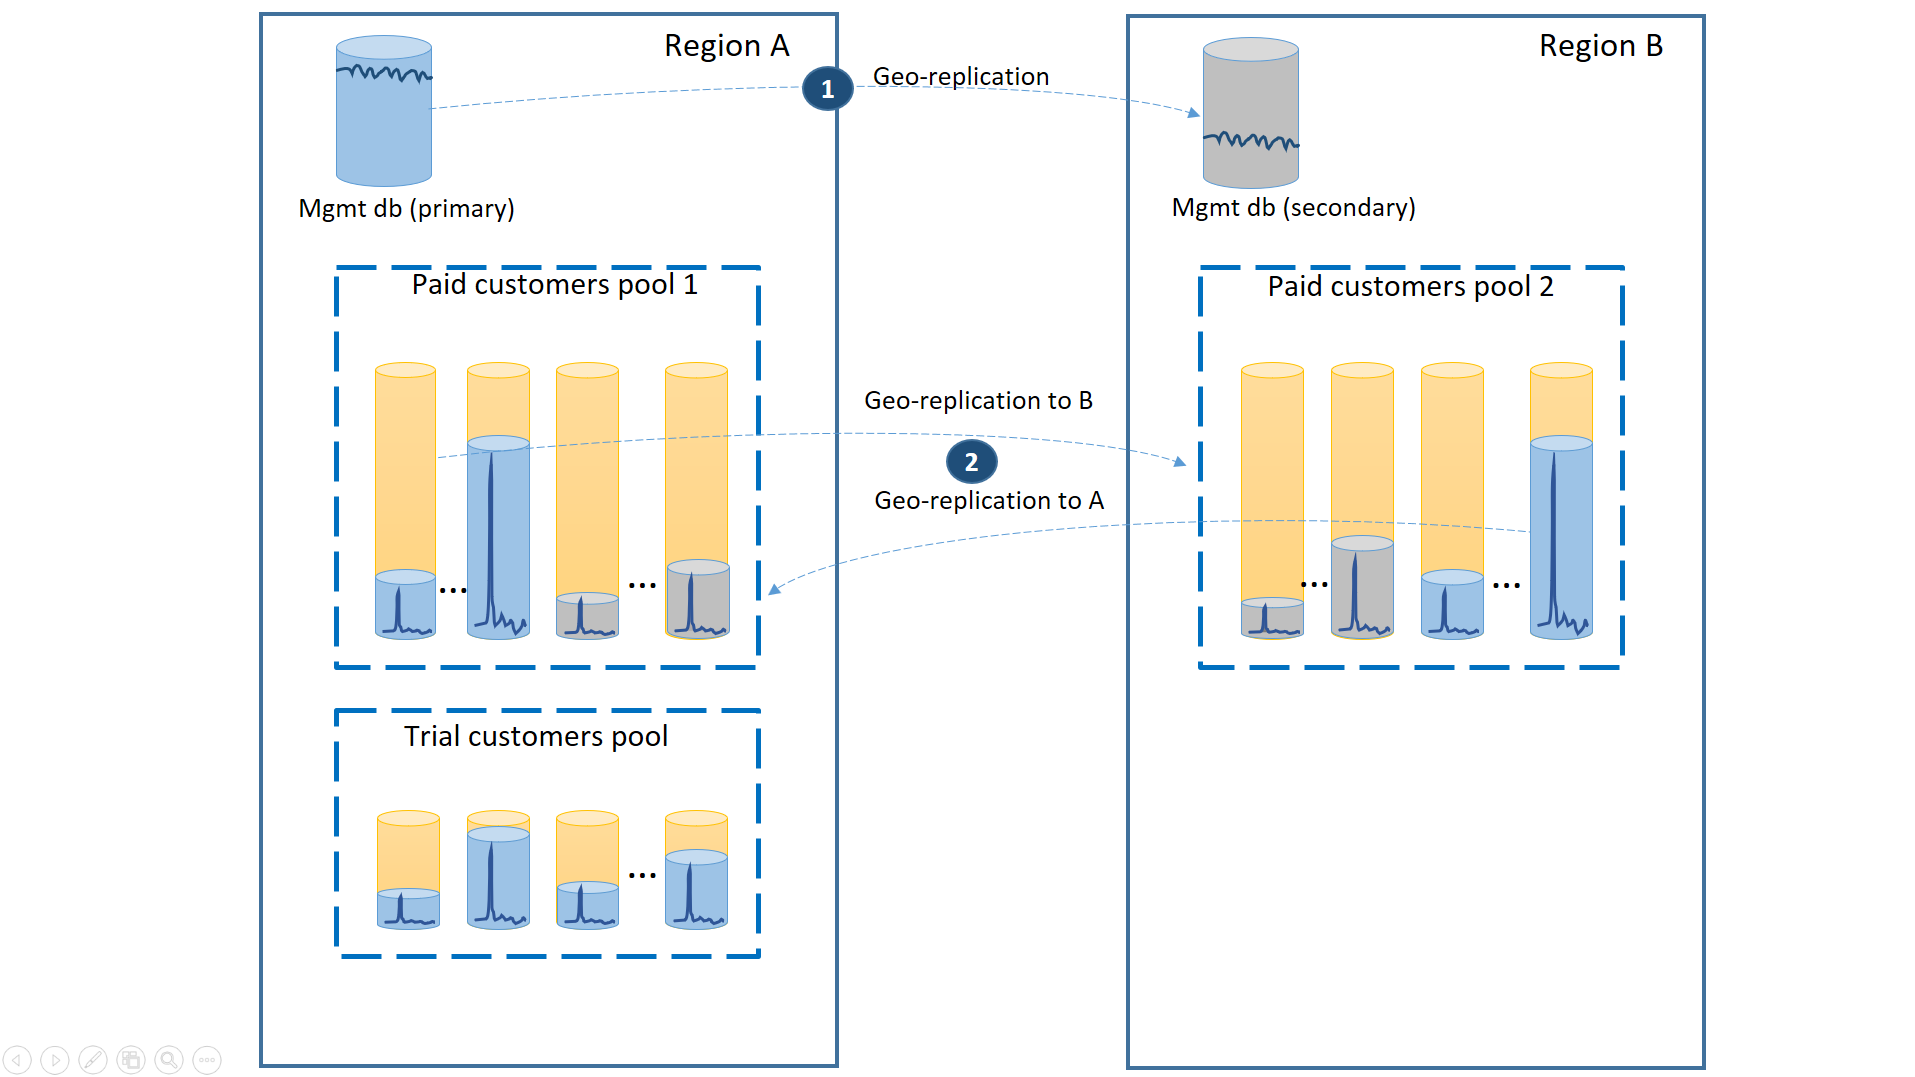 Region A
Region B
1
Geo-replication
Mgmt db (primary)
Mgmt db (secondary)
Paid customers pool 1
Paid customers pool 2
Geo-replication to B
2
Geo-replication to A
...
...
...
...
Trial customers pool
...